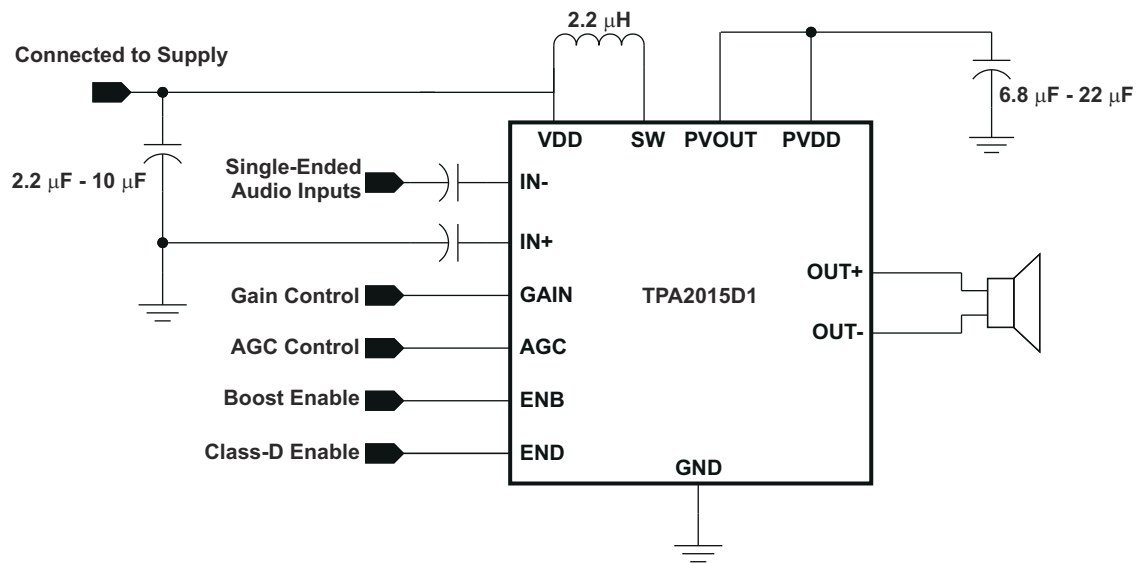 2.2 μH
Connected to Supply
6.8 μF - 22 μF
VDD SW PVOUT PVDD
2.2 μF - 10 μF
Single-Ended
Audio Inputs
IN-
IN+
OUT+
Gain Control
GAIN
TPA2015D1
OUT-
AGC Control
AGC
Boost Enable
ENB
Class-D Enable
END
GND